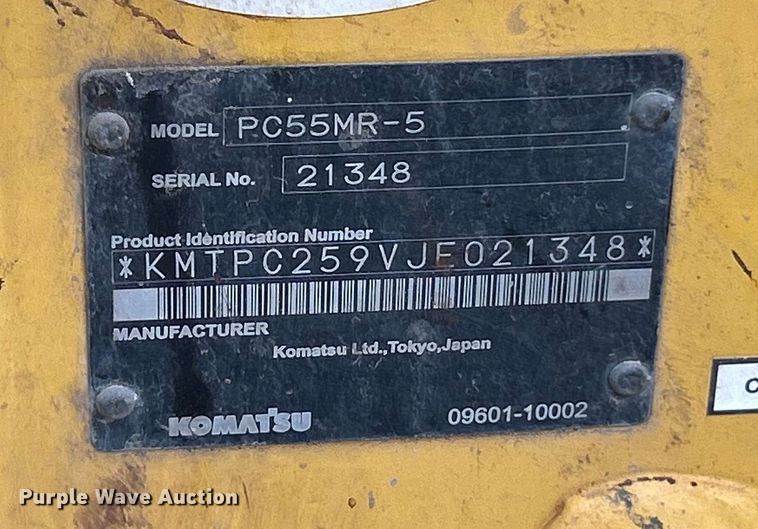 MODEL PC55MR-5
SERIAL No. 21348
Product Identification Number
*KMTPC259VJF021348*
MANUFACTURER
Komatsu Ltd.,Tokyo,Japan
KOMATSU 09601-10002
C
Purple Wave Auction